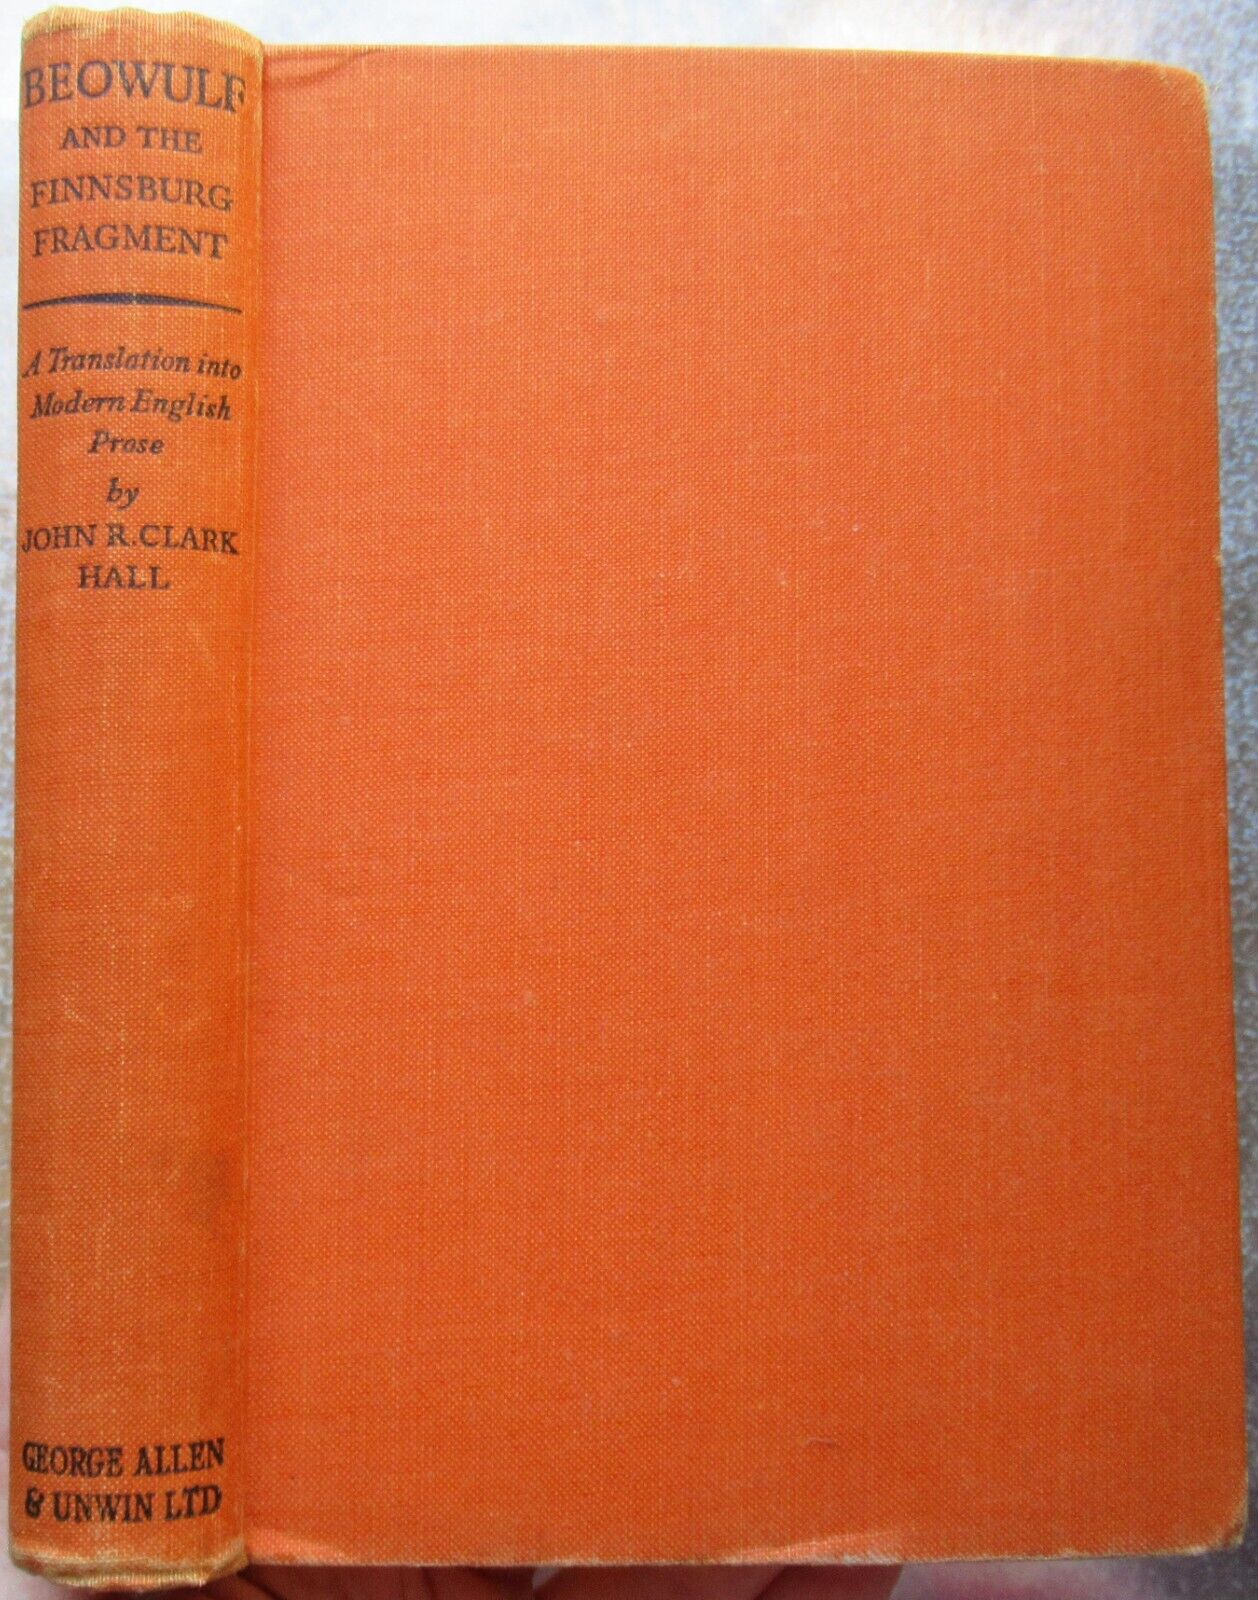 BEOWULF
AND THE
FINNSBURG
FRAGMENT
A Translation into
Modern English
Prose
by
JOHN R. CLARK
HALL
GEORGE ALLEN
& UNWIN LTD